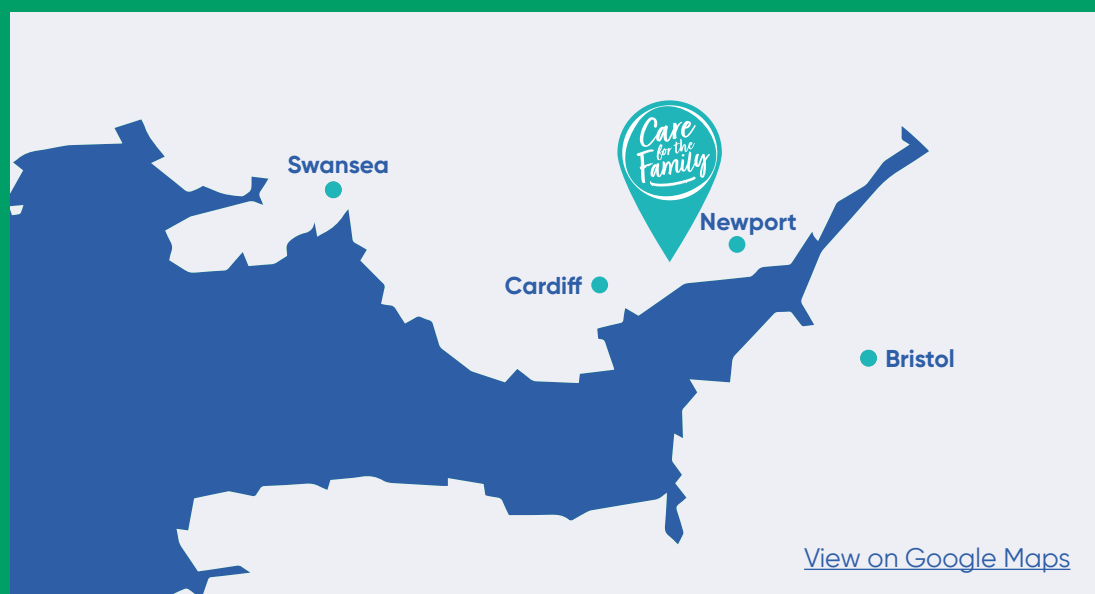 Care
for the
Family
Swansea
Newport
Cardiff
Bristol
View on Google Maps